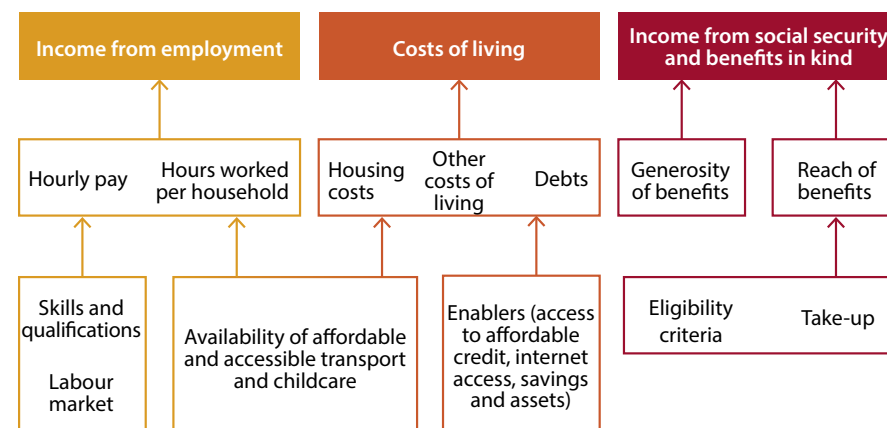 Income from employment
Costs of living
Income from social security
and benefits in kind
Hourly pay
Hours worked
per household
Housing
costs
Other
costs of
living
Debts
Generosity
of benefits
Reach of
benefits
Skills and
qualifications
Labour
market
Availability of affordable
and accessible transport
and childcare
Enablers (access
to affordable
credit, internet
access, savings
and assets)
Eligibility
criteria
Take-up